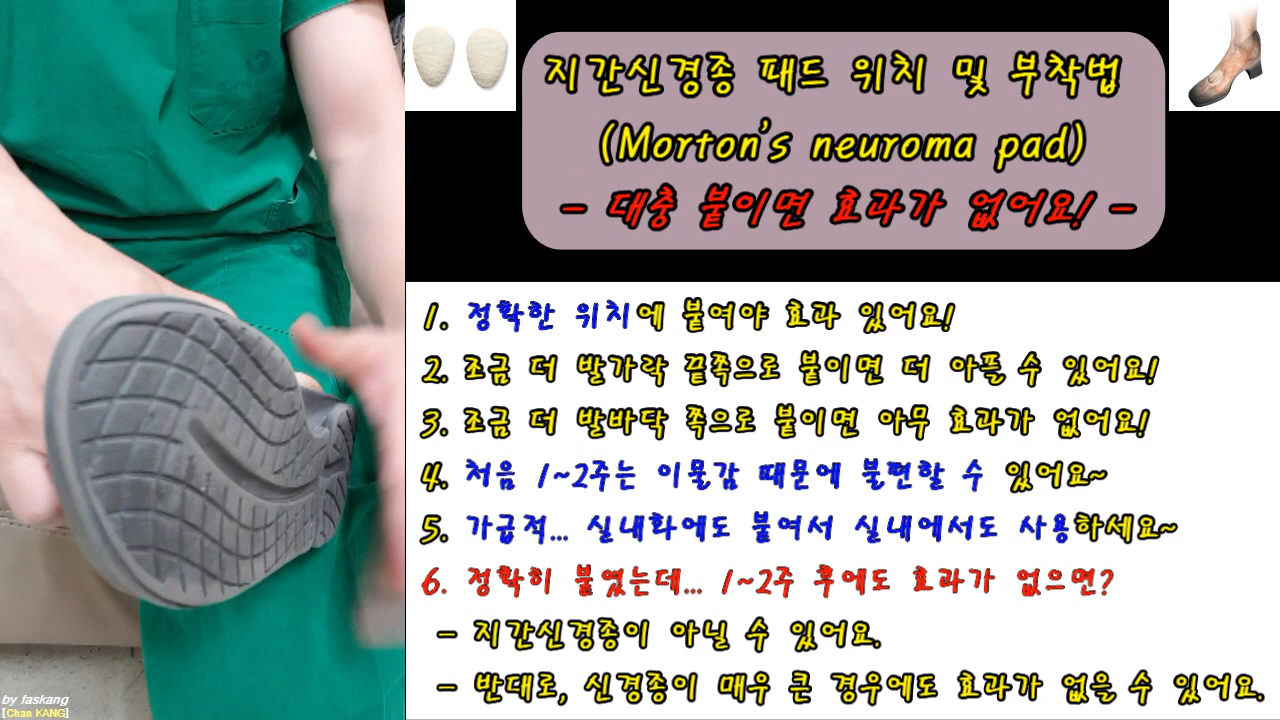 지간신경종 패드 위치 및 부착법
(Morton's neuroma pad)
- 대충 붙이면 효과가 없어요! -
1. 정확한 위치에 붙여야 효과 있어요!
2. 조금 더 발가락 끝쪽으로 붙이면 더 아플 수 있어요!
3. 조금 더 발바닥 쪽으로 붙이면 아무 효과가 없어요!
4. 처음 1~2주는 이물감 때문에 불편할 수 있어요~
5. 가급적... 실내화에도 붙여서 실내에서도 사용하세요~
6. 정확히 붙였는데... 1~2주 후에도 효과가 없으면?
- 지간신경종이 아닐 수 있어요.
- 반대로, 신경종이 매우 큰 경우에도 효과가 없을 수 있어요.
by faskang
[Chan KANG]